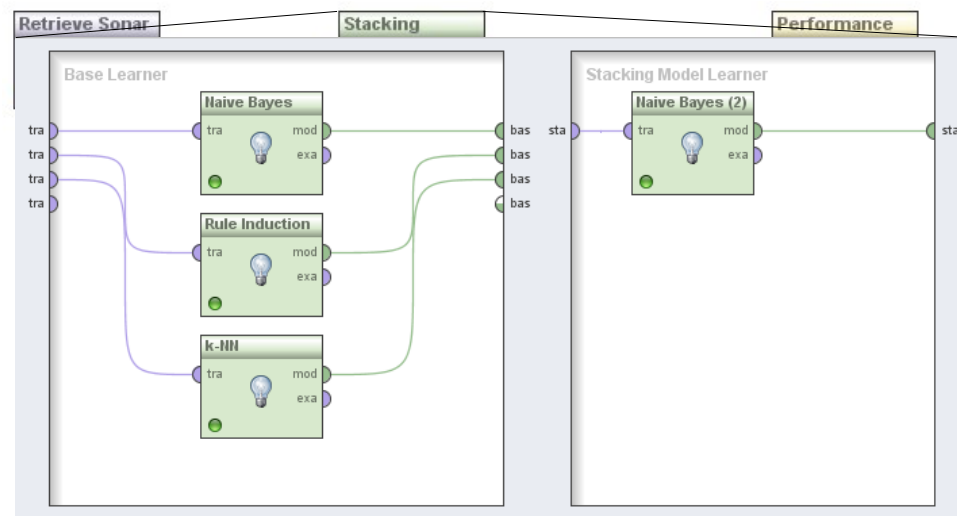 Retrieve Sonar
Stacking
Performance
Base Learner
Naive Bayes
tra
mod
exa
Rule Induction
tra
mod
exa
k-NN
tra
mod
exa
tra
tra
tra
tra
bas
bas
bas
bas
Stacking Model Learner
sta
Naive Bayes (2)
tra
mod
exa
sta